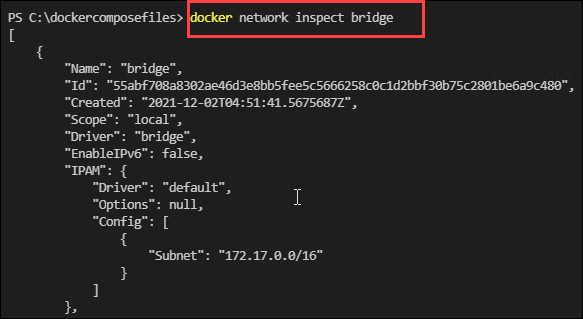 PS C:\dockercomposefiles> docker network inspect bridge
[
    {
        "Name": "bridge",
        "Id": "55abf708a8302ae46d3e8bb5fee5c5666258c0c1d2bbf30b75c2801be6a9c480",
        "Created": "2021-12-02T04:51:41.5675687Z",
        "Scope": "local",
        "Driver": "bridge",
        "EnableIPv6": false,
        "IPAM": {
            "Driver": "default",
            "Options": null,
            "Config": [
                {
                    "Subnet": "172.17.0.0/16"
                }
            ]
        },